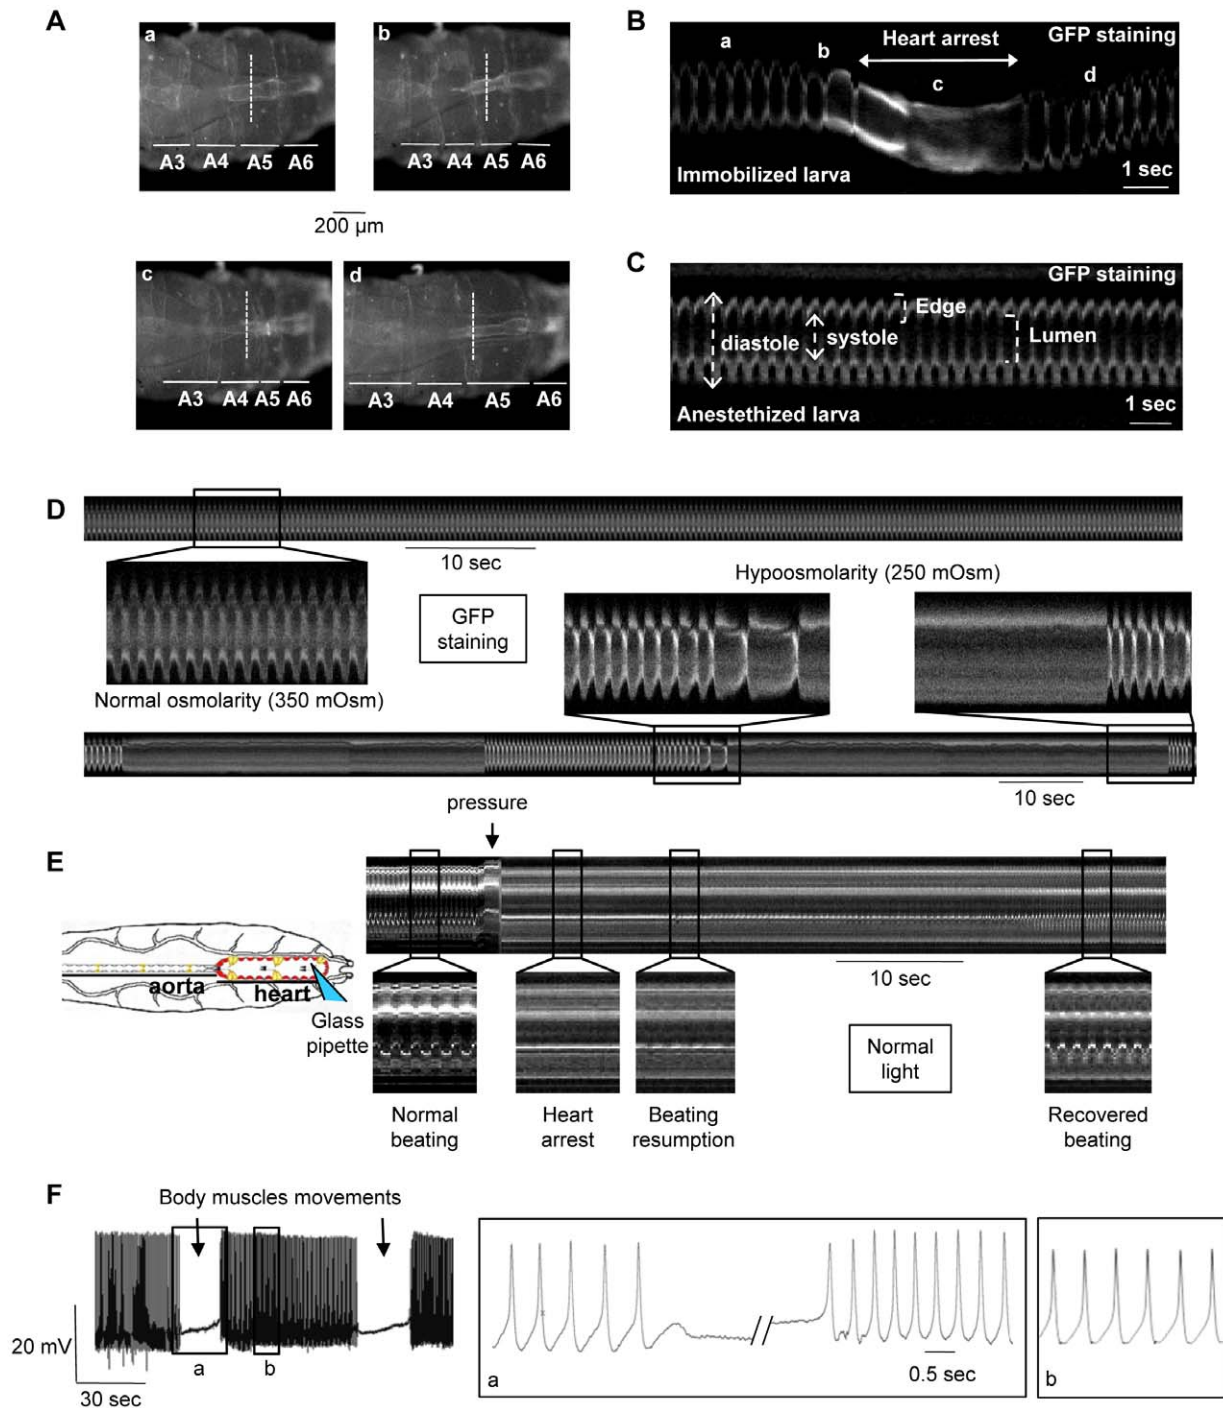 A
a
A3 A4 A5 A6
b
A3 A4 A5 A6
200 µm
c
A3 A4 A5 A6
d
A3 A4 A5 A6
B
a
b
Heart arrest
c
GFP staining
d
Immobilized larva
1 sec
C
GFP staining
Edge
diastole
systole
Lumen
Anestethized larva
1 sec
D
10 sec
Hypoosmolarity (250 mOsm)
GFP
staining
Normal osmolarity (350 mOsm)
10 sec
pressure
E
aorta
heart
Glass
pipette
10 sec
Normal
light
Normal
beating
Heart
arrest
Beating
resumption
Recovered
beating
F
Body muscles movements
20 mV
30 sec
a
b
a
0.5 sec
b